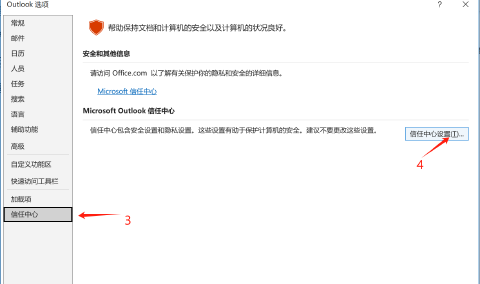 Outlook 选项
?
常规
邮件
日历
人员
任务
搜索
语言
辅助功能
高级
自定义功能区
快速访问工具栏
加载项
信任中心
帮助保持文档和计算机的安全以及计算机的状况良好。
安全和其他信息
请访问 Office.com 以了解有关保护你的隐私和安全的详细信息。
Microsoft 信任中心
Microsoft Outlook 信任中心
信任中心包含安全设置和隐私设置。这些设置有助于保护计算机的安全。建议不要更改这些设置。
信任中心设置(T)...
4
3